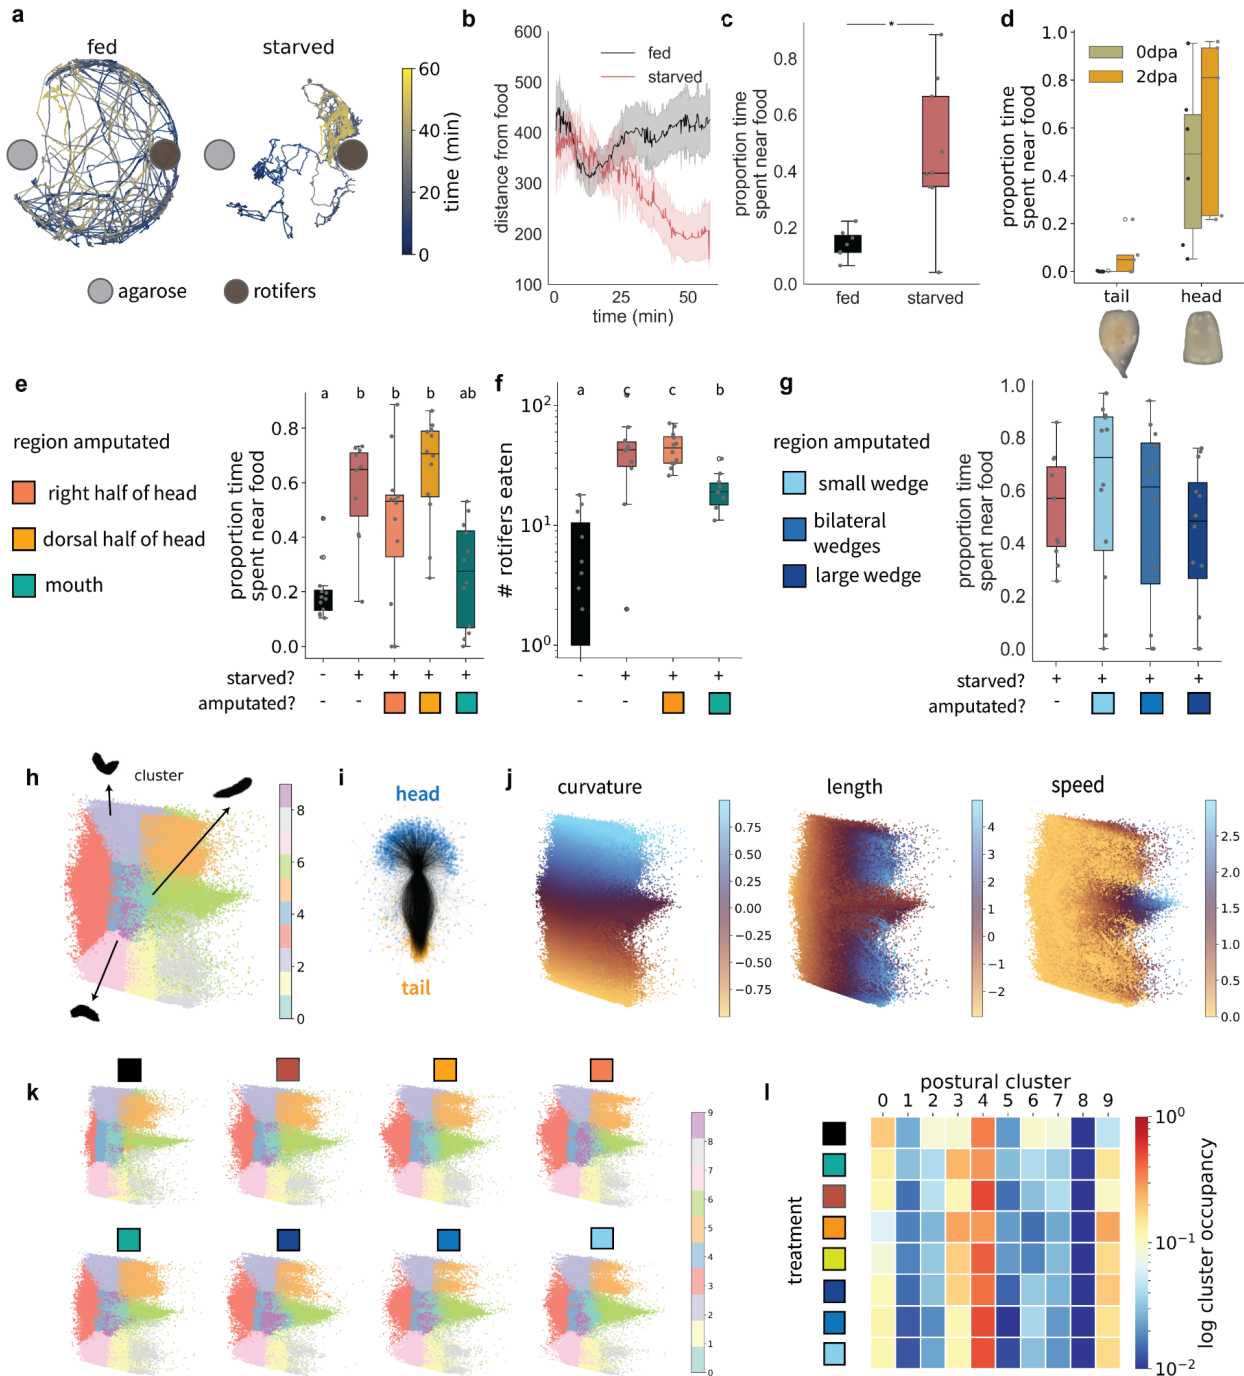 a
fed
starved
60
40
20
0
time (min)
agarose
rotifers
b
600
500
400
300
200
100
distance from food
fed
starved
0
25
50
time (min)
c
*
0.8
0.6
0.4
0.2
0.0
proportion time
spent near food
fed
starved
d
1.0
0.8
0.6
0.4
0.2
0.0
proportion time
spent near food
0dpa
2dpa
tail
head
e
region amputated
right half of head
dorsal half of head
mouth
a b b b ab
0.8
0.6
0.4
0.2
0.0
proportion time
spent near food
starved? - + + + +
amputated? - -
f
a c c b
10²
10¹
10⁰
# rotifers eaten
- + + +
- -
g
region amputated
small wedge
bilateral
wedges
large wedge
1.0
0.8
0.6
0.4
0.2
0.0
proportion time
spent near food
starved? + + + +
amputated? -
h
cluster
8
6
4
2
0
i
head
tail
j
curvature
0.75
0.50
0.25
0.00
−0.25
−0.50
−0.75
length
4
3
2
1
0
−1
−2
speed
2.5
2.0
1.5
1.0
0.5
0.0
k
9
8
7
6
5
4
3
2
1
0
l
postural cluster
0 1 2 3 4 5 6 7 8 9
treatment
10⁰
10⁻¹
10⁻²
log cluster occupancy